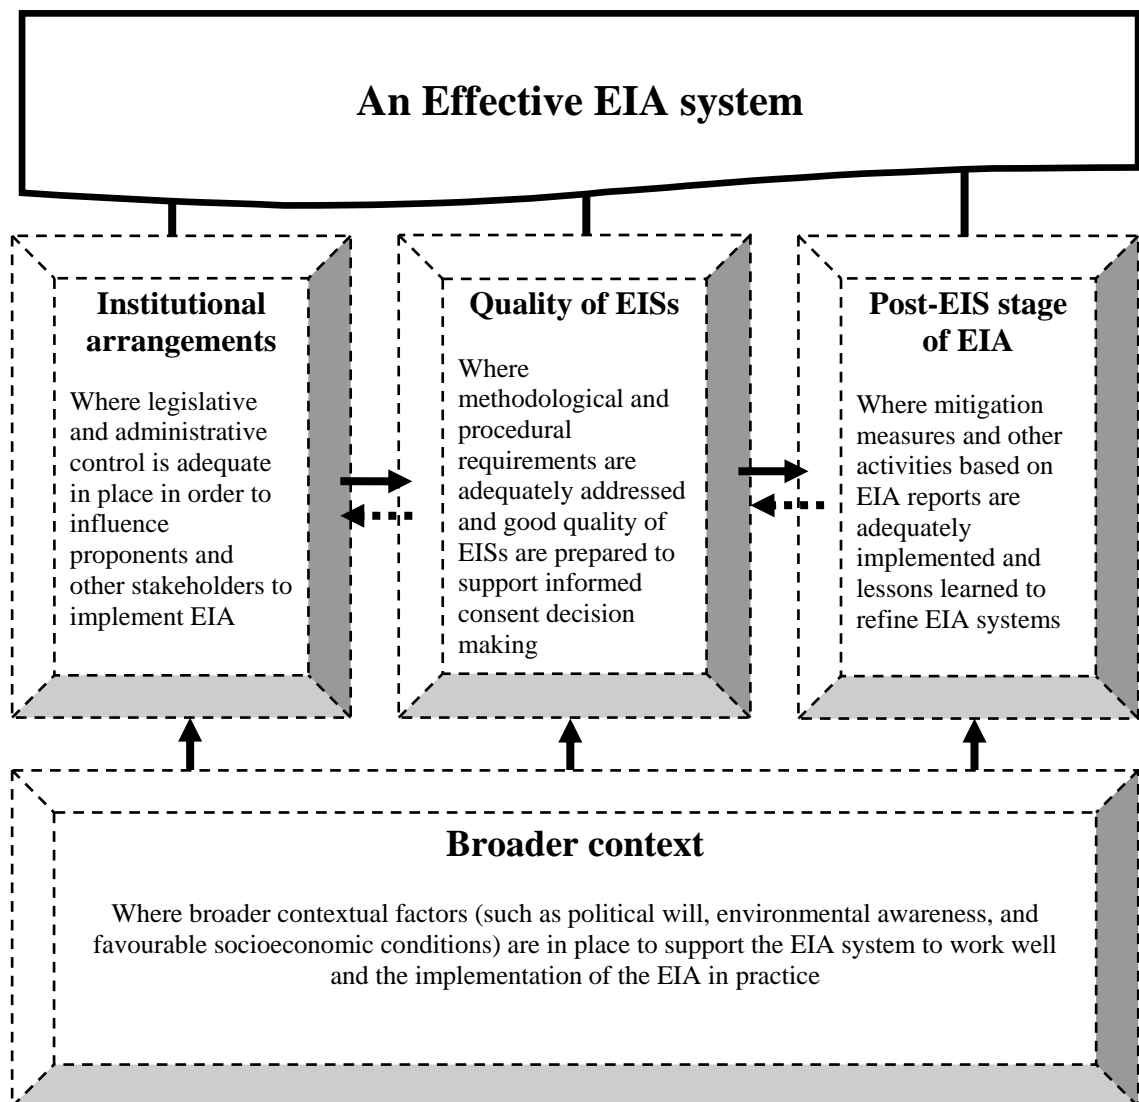 An Effective EIA system
Institutional
arrangements
Where legislative
and administrative
control is adequate
in place in order to
influence
proponents and
other stakeholders to
implement EIA
Quality of EISs
Where
methodological and
procedural
requirements are
adequately addressed
and good quality of
EISs are prepared to
support informed
consent decision
making
Post-EIS stage
of EIA
Where mitigation
measures and other
activities based on
EIA reports are
adequately
implemented and
lessons learned to
refine EIA systems
Broader context
Where broader contextual factors (such as political will, environmental awareness, and
favourable socioeconomic conditions) are in place to support the EIA system to work well
and the implementation of the EIA in practice